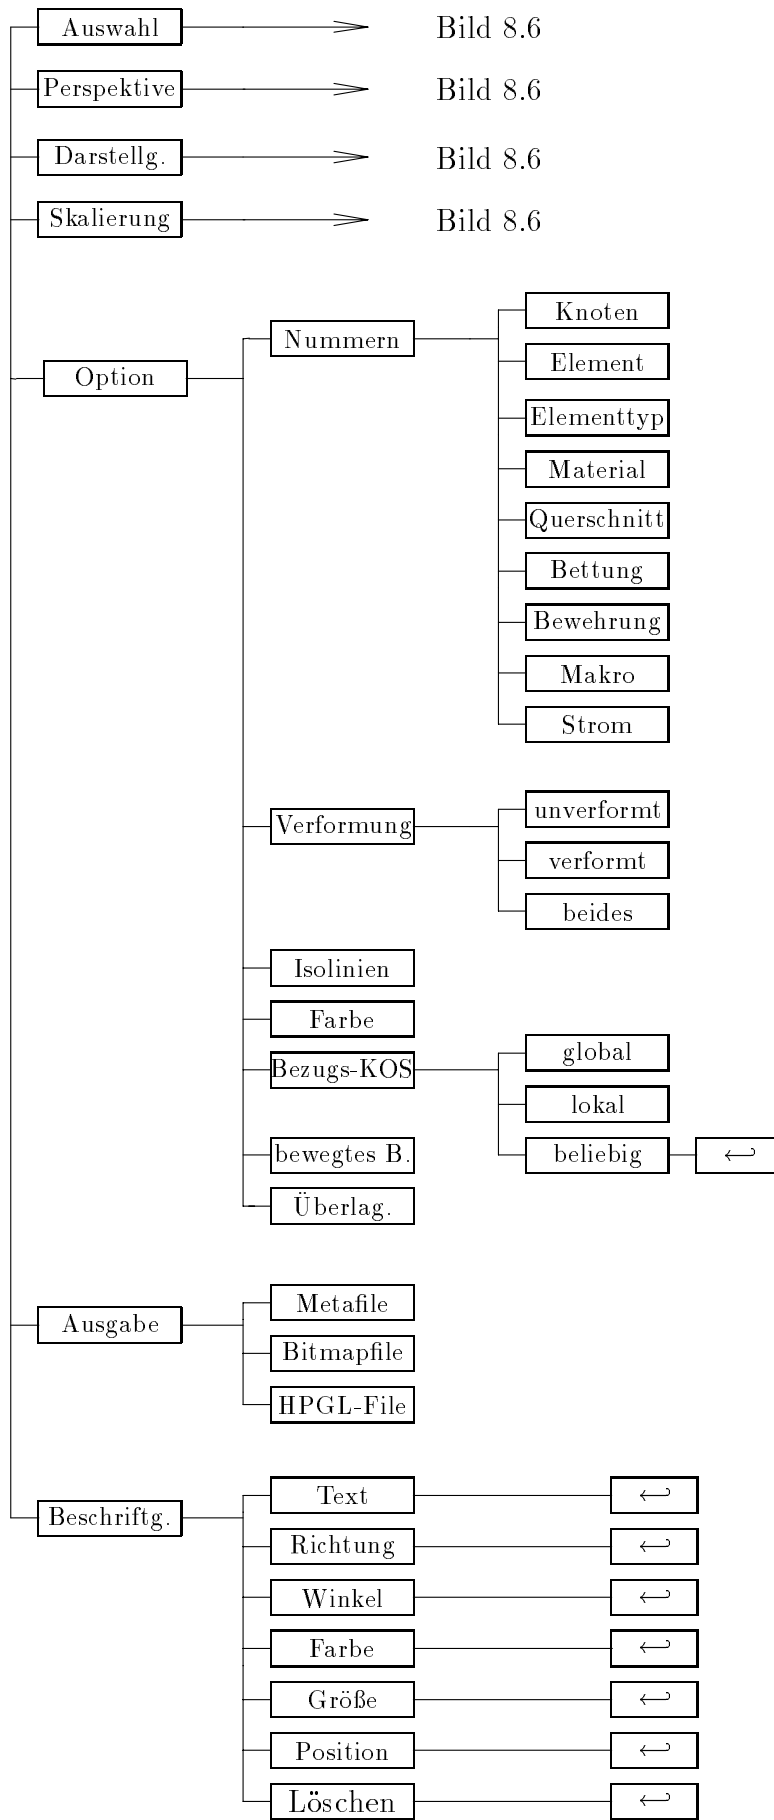 Auswahl Bild 8.6
Perspektive Bild 8.6
Darstellg. Bild 8.6
Skalierung Bild 8.6
Option
Nummern
Knoten
Element
Elementtyp
Material
Querschnitt
Bettung
Bewehrung
Makro
Strom
Verformung
unverformt
verformt
beides
Isolinien
Farbe
Bezugs-KOS
global
lokal
beliebig ↩
bewegtes B.
Überlag.
Ausgabe
Metafile
Bitmapfile
HPGL-File
Beschriftg.
Text ↩
Richtung ↩
Winkel ↩
Farbe ↩
Größe ↩
Position ↩
Löschen ↩